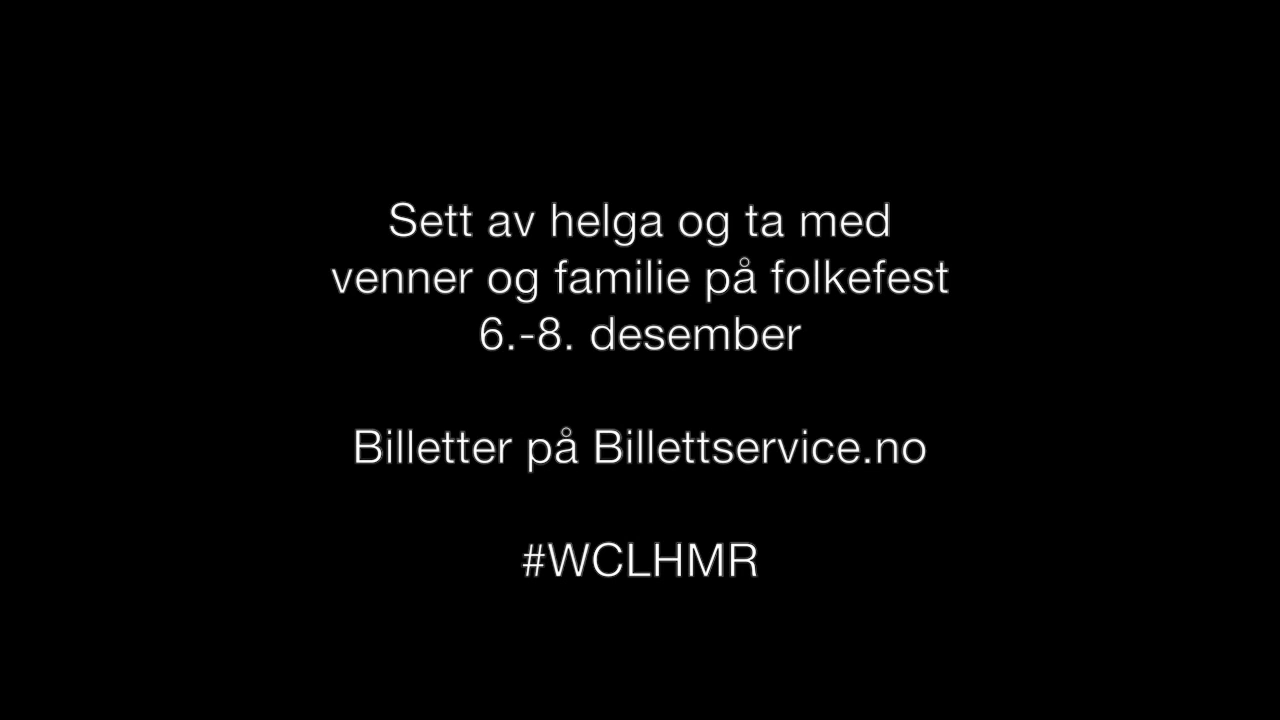 Sett av helga og ta med
venner og familie på folkefest
6.-8. desember
Billetter på Billettservice.no
#WCLHMR